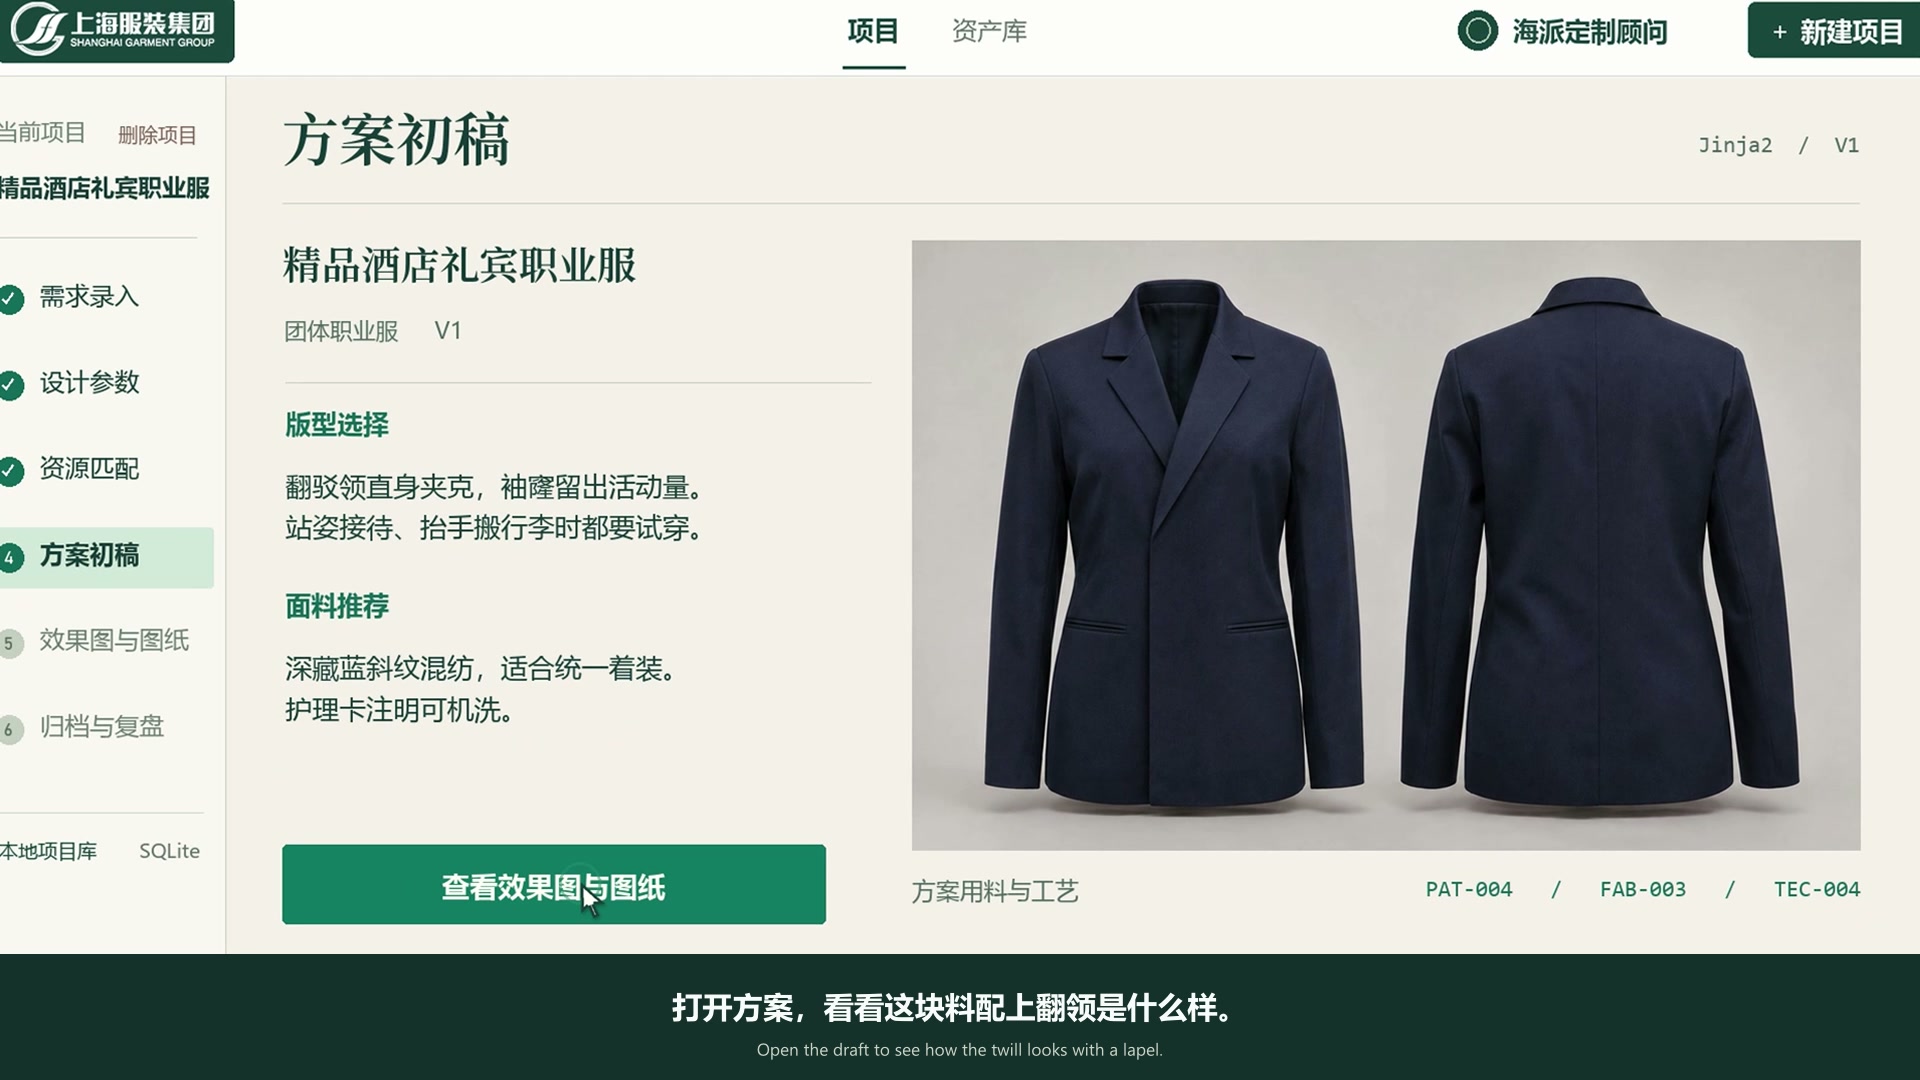 上海服装集团
SHANGHAI GARMENT GROUP
项目
资产库
海派定制顾问
+ 新建项目
当前项目
删除项目
精品酒店礼宾职业服
需求录入
设计参数
资源匹配
4 方案初稿
5 效果图与图纸
6 归档与复盘
本地项目库
SQLite
方案初稿
Jinja2 / V1
精品酒店礼宾职业服
团体职业服 V1
版型选择
翻驳领直身夹克，袖窿留出活动量。
站姿接待、抬手搬行李时都要试穿。
面料推荐
深藏蓝斜纹混纺，适合统一着装。
护理卡注明可机洗。
查看效果图与图纸
方案用料与工艺
PAT-004 / FAB-003 / TEC-004
打开方案，看看这块料配上翻领是什么样。
Open the draft to see how the twill looks with a lapel.